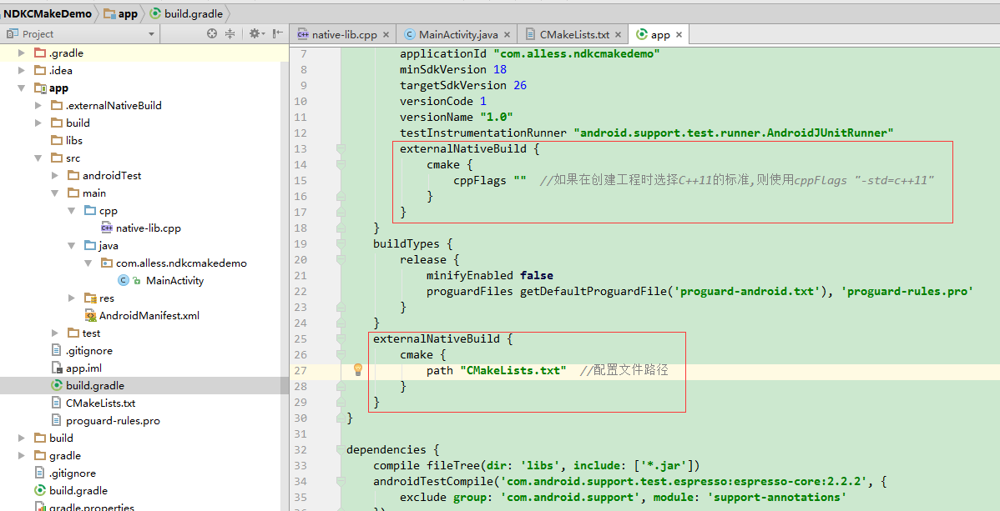 NDKCMakeDemo app build.gradle
Project
native-lib.cpp MainActivity.java CMakeLists.txt app
.gradle
.idea
app
.externalNativeBuild
build
libs
src
androidTest
main
cpp
native-lib.cpp
java
com.alless.ndkcmakedemo
MainActivity
res
AndroidManifest.xml
test
.gitignore
app.iml
build.gradle
CMakeLists.txt
proguard-rules.pro
build
gradle
.gitignore
build.gradle
gradle.properties
7 applicationId "com.alless.ndkcmakedemo"
8 minSdkVersion 18
9 targetSdkVersion 26
10 versionCode 1
11 versionName "1.0"
12 testInstrumentationRunner "android.support.test.runner.AndroidJUnitRunner"
13 externalNativeBuild {
14 cmake {
15 cppFlags "" //如果在创建工程时选择C++11的标准,则使用cppFlags "-std=c++11"
16 }
17 }
18 }
19 buildTypes {
20 release {
21 minifyEnabled false
22 proguardFiles getDefaultProguardFile('proguard-android.txt'), 'proguard-rules.pro'
23 }
24 }
25 externalNativeBuild {
26 cmake {
27 path "CMakeLists.txt" //配置文件路径
28 }
29 }
30 }
31
32 dependencies {
33 compile fileTree(dir: 'libs', include: ['*.jar'])
34 androidTestCompile('com.android.support.test.espresso:espresso-core:2.2.2', {
35 exclude group: 'com.android.support', module: 'support-annotations'
36 })